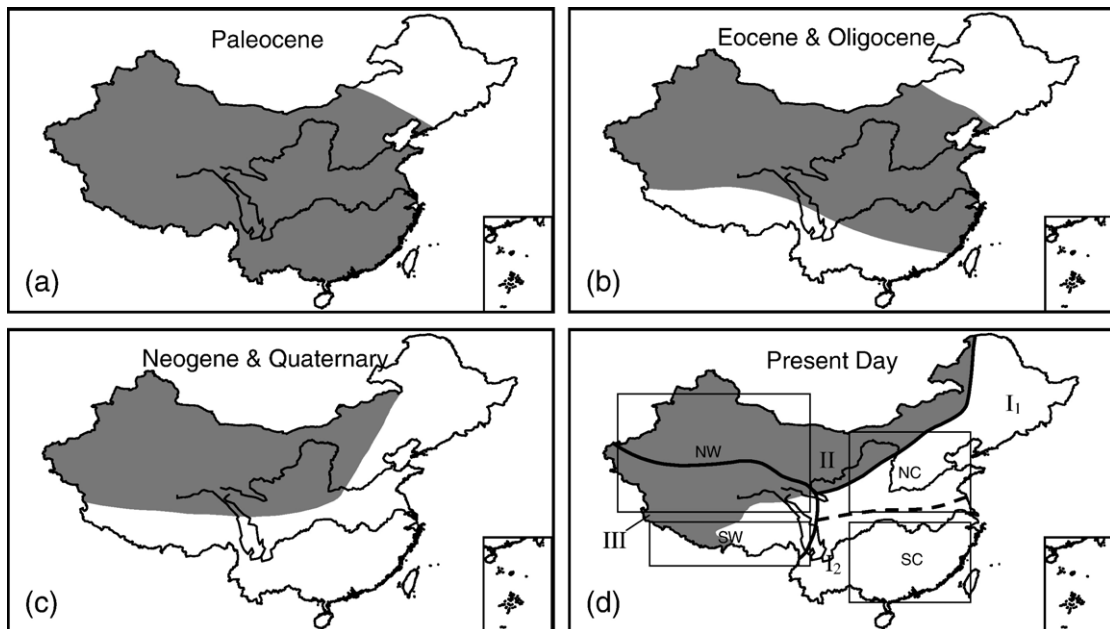 Paleocene
(a)
Eocene & Oligocene
(b)
Neogene & Quaternary
(c)
Present Day
I₁
NW
II
NC
III
SW
I₂
SC
(d)